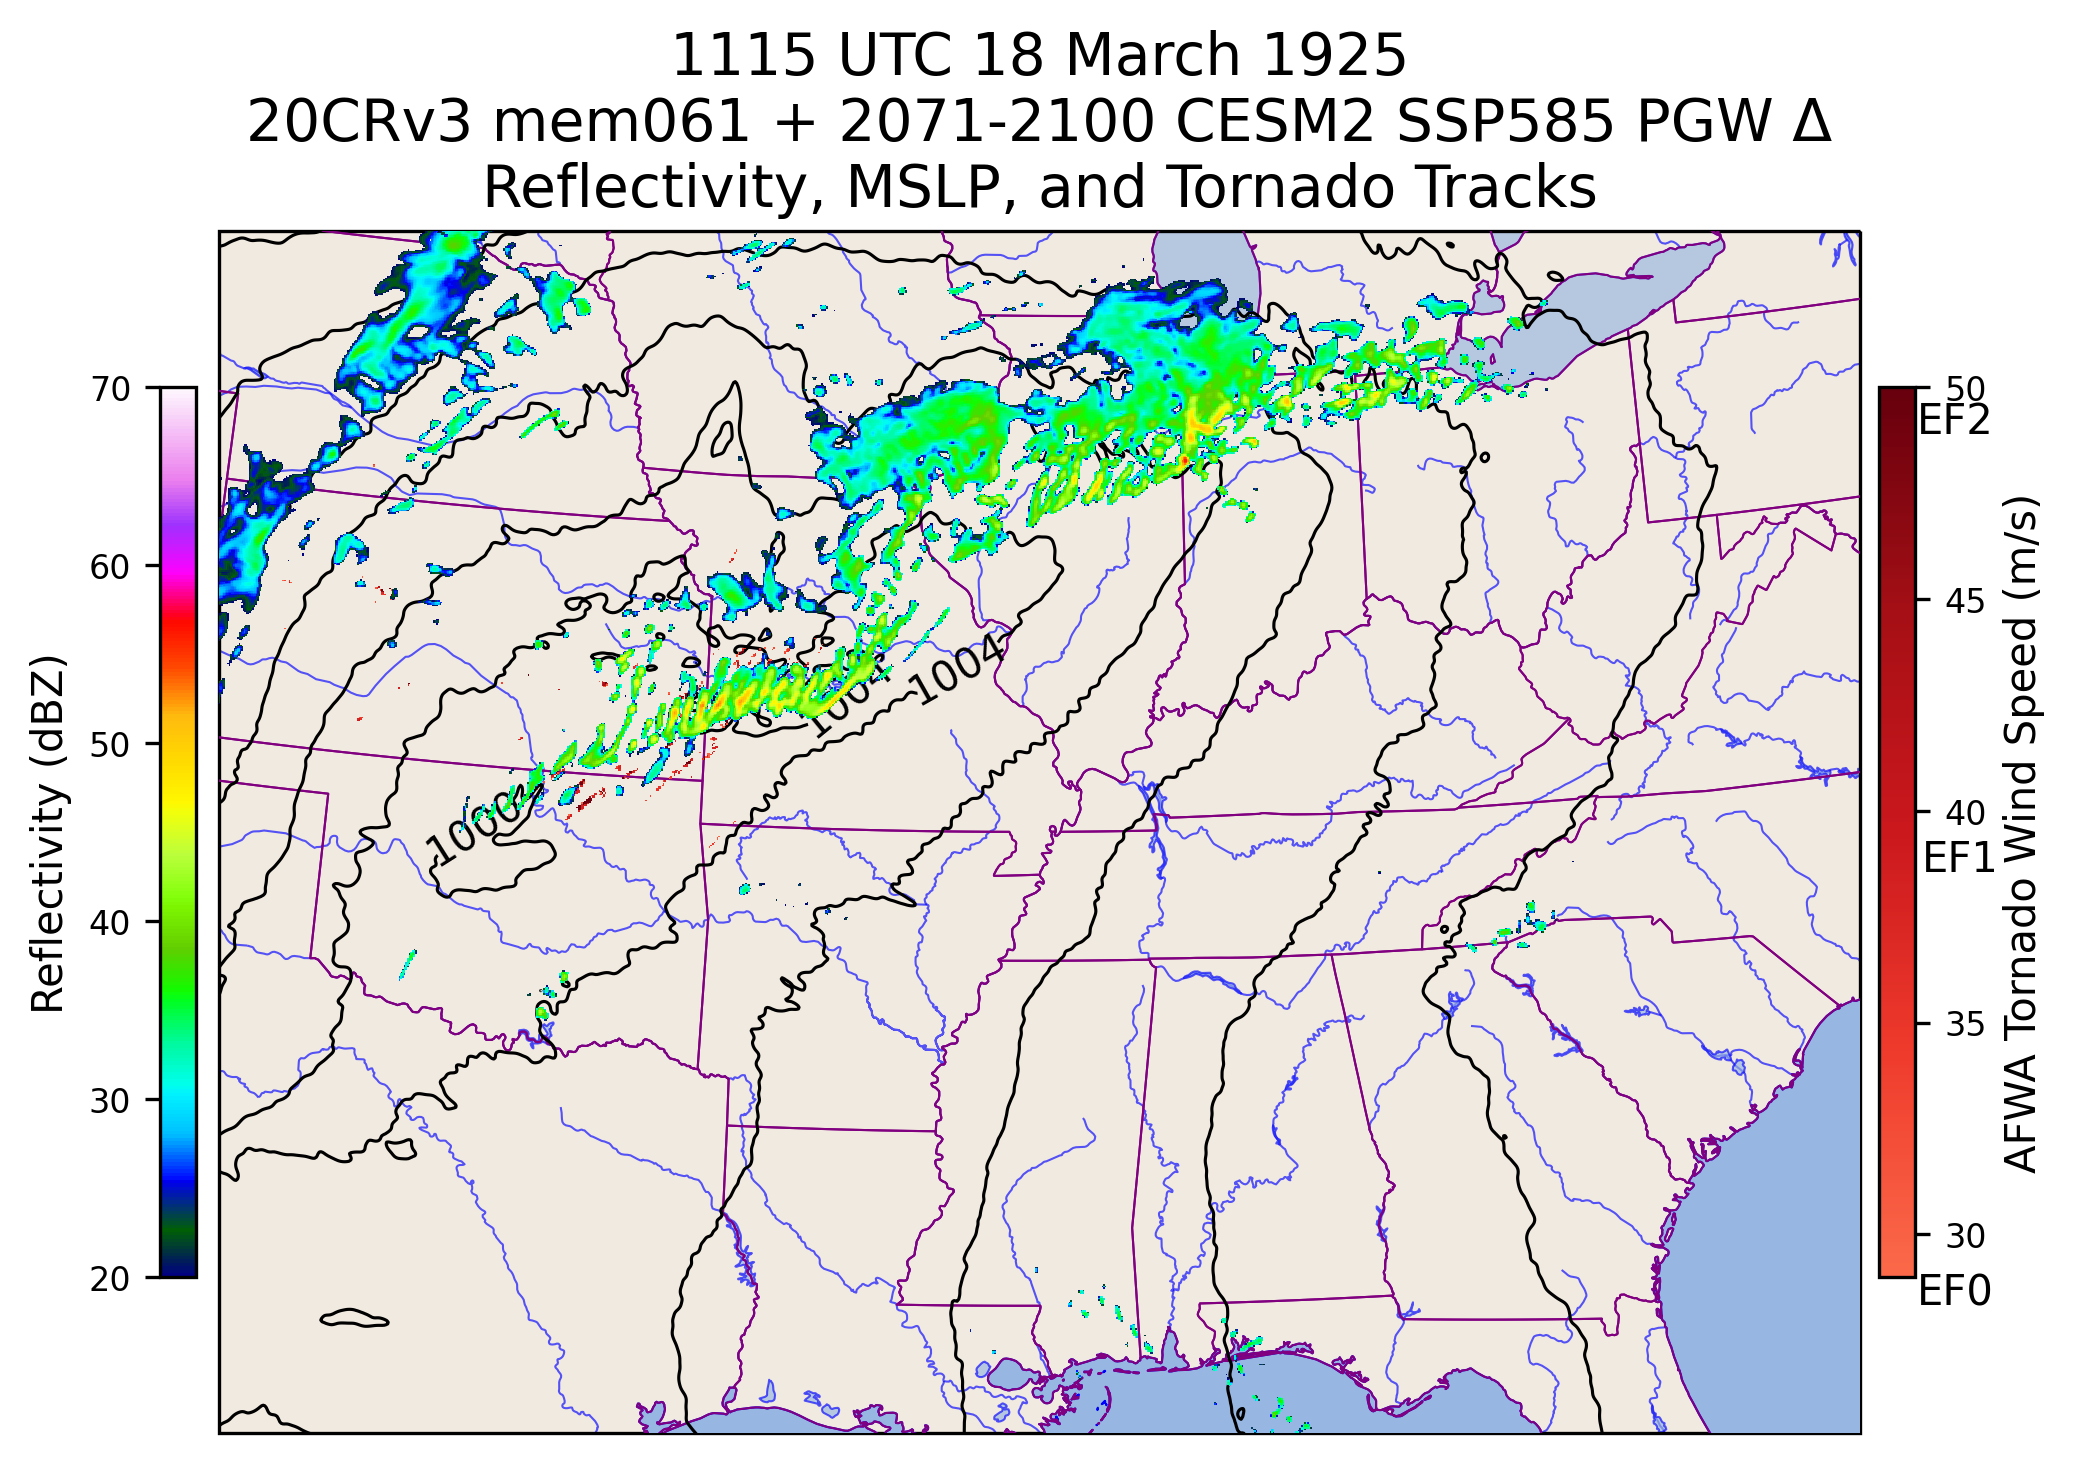 1115 UTC 18 March 1925
20CRv3 mem061 + 2071-2100 CESM2 SSP585 PGW Δ
Reflectivity, MSLP, and Tornado Tracks
70
60
50
40
30
20
Reflectivity (dBZ)
1004
1004
1000
50
EF2
45
40
EF1
35
30
EF0
AFWA Tornado Wind Speed (m/s)